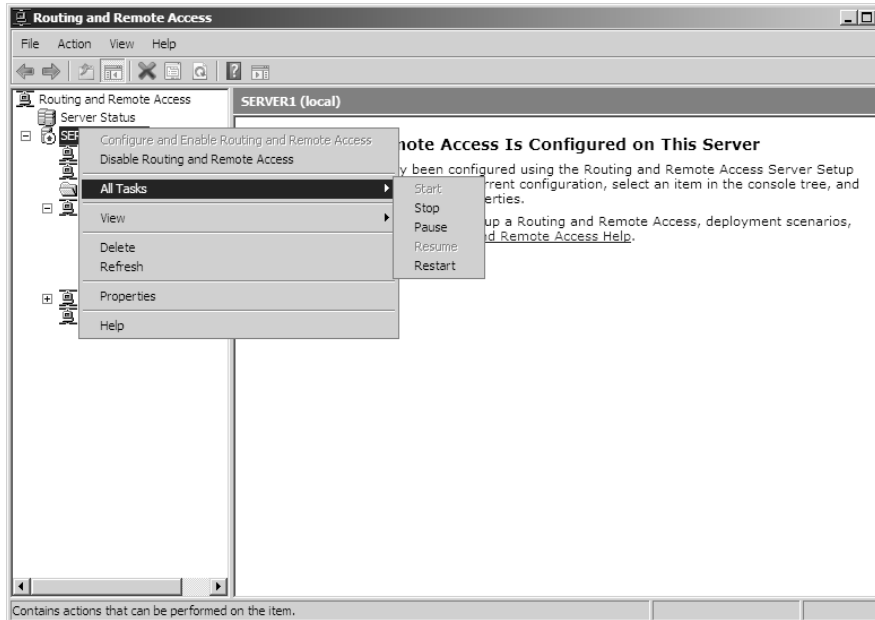 Routing and Remote Access
File Action View Help
Routing and Remote Access
Server Status
SER
Configure and Enable Routing and Remote Access
Disable Routing and Remote Access
All Tasks
View
Delete
Refresh
Properties
Help
Start
Stop
Pause
Resume
Restart
SERVER1 (local)
mote Access Is Configured on This Server
y been configured using the Routing and Remote Access Server Setup
rrent configuration, select an item in the console tree, and
erties.
up a Routing and Remote Access, deployment scenarios,
d Remote Access Help.
Contains actions that can be performed on the item.